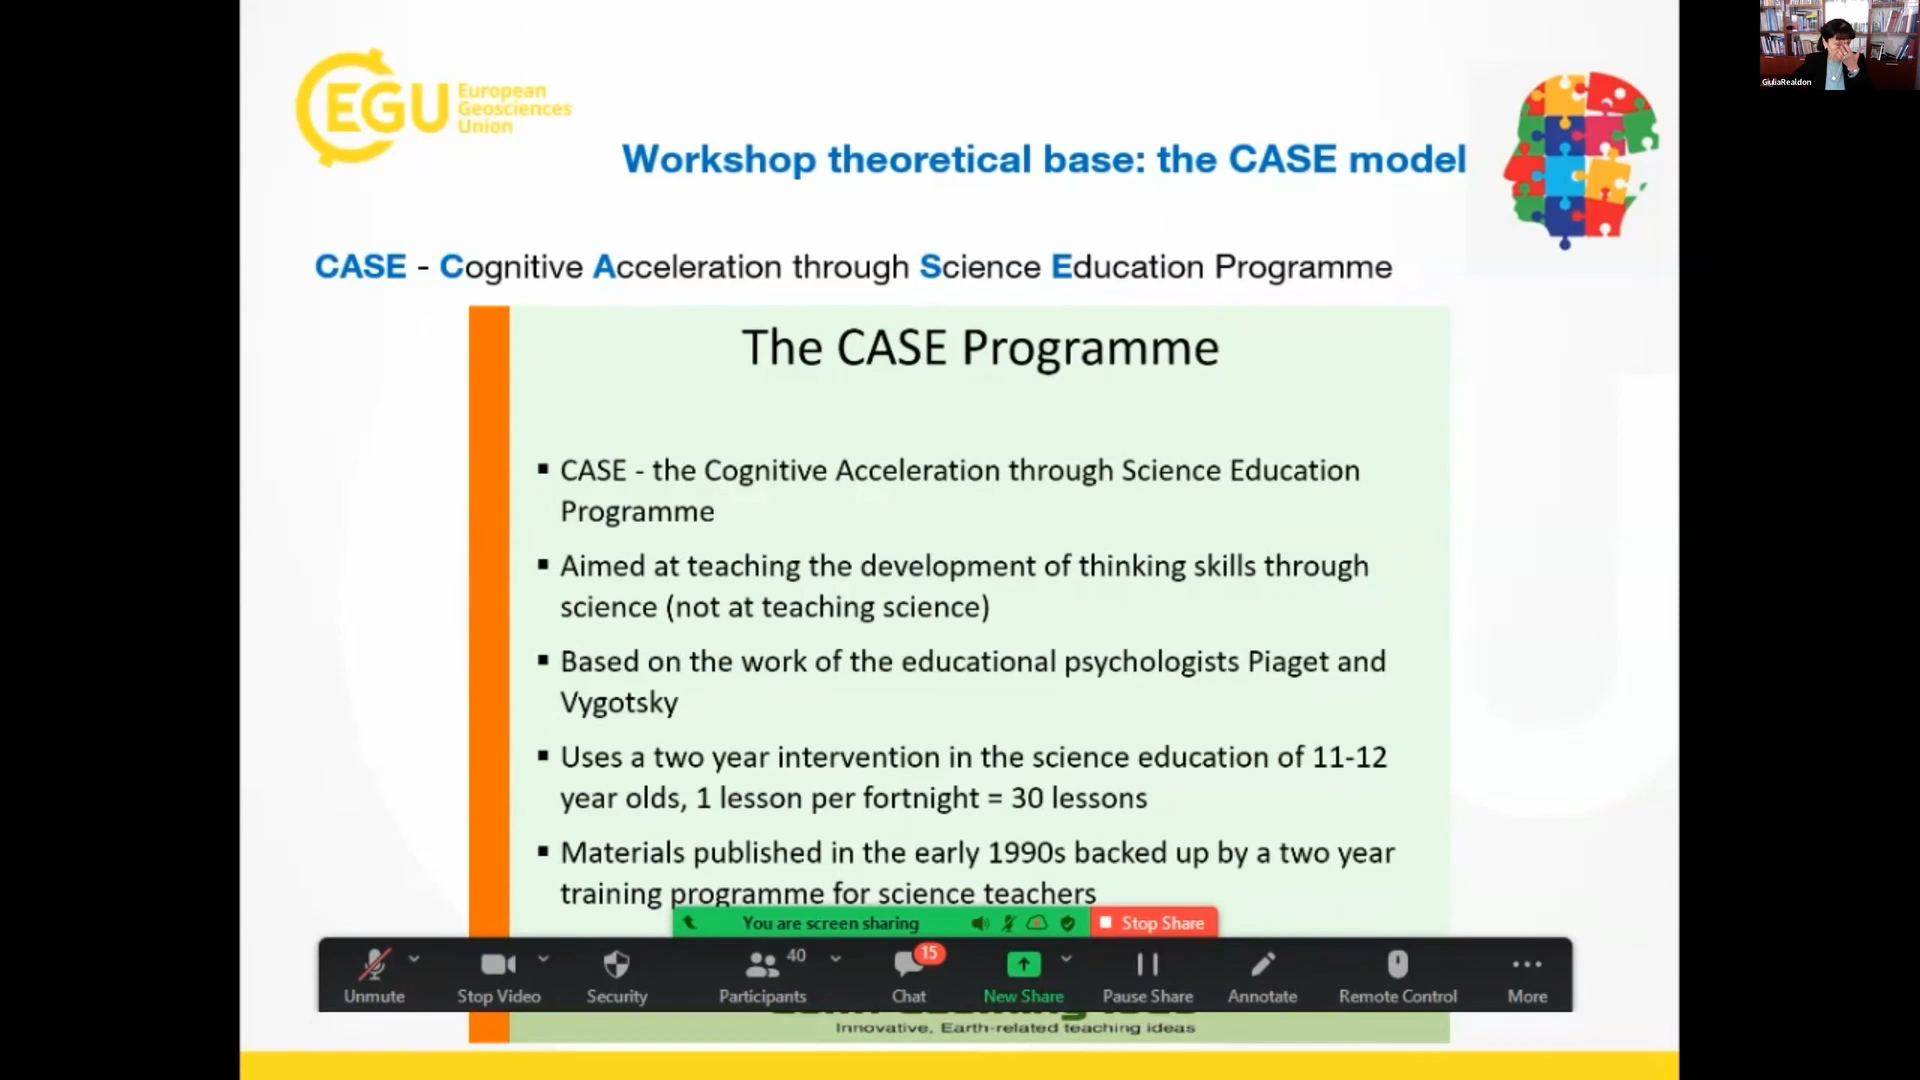 GiuliaRealdon
EGU
European
Geosciences
Union
Workshop theoretical base: the CASE model
CASE - Cognitive Acceleration through Science Education Programme
The CASE Programme
▪ CASE - the Cognitive Acceleration through Science Education
Programme
▪ Aimed at teaching the development of thinking skills through
science (not at teaching science)
▪ Based on the work of the educational psychologists Piaget and
Vygotsky
▪ Uses a two year intervention in the science education of 11-12
year olds, 1 lesson per fortnight = 30 lessons
▪ Materials published in the early 1990s backed up by a two year
training programme for science teachers
You are screen sharing
Stop Share
Unmute
Stop Video
Security
40
Participants
15
Chat
New Share
Pause Share
Annotate
Remote Control
More
Innovative, Earth-related teaching ideas